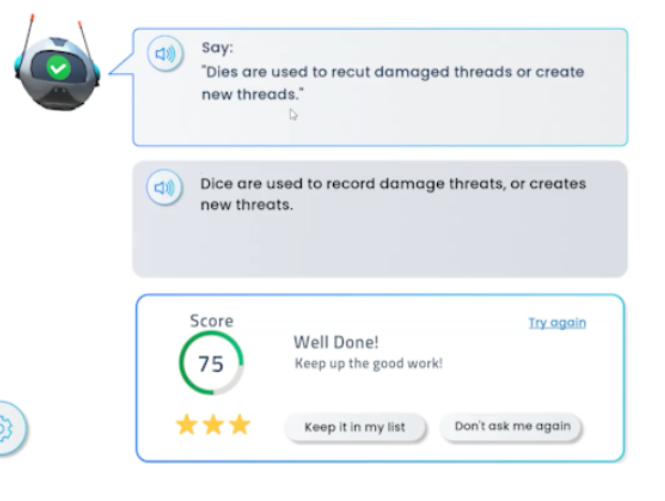 Say:
"Dies are used to recut damaged threads or create
new threads."
Dice are used to record damage threats, or creates
new threats.
Score
75
Well Done!
Keep up the good work!
Try again
Keep it in my list
Don't ask me again